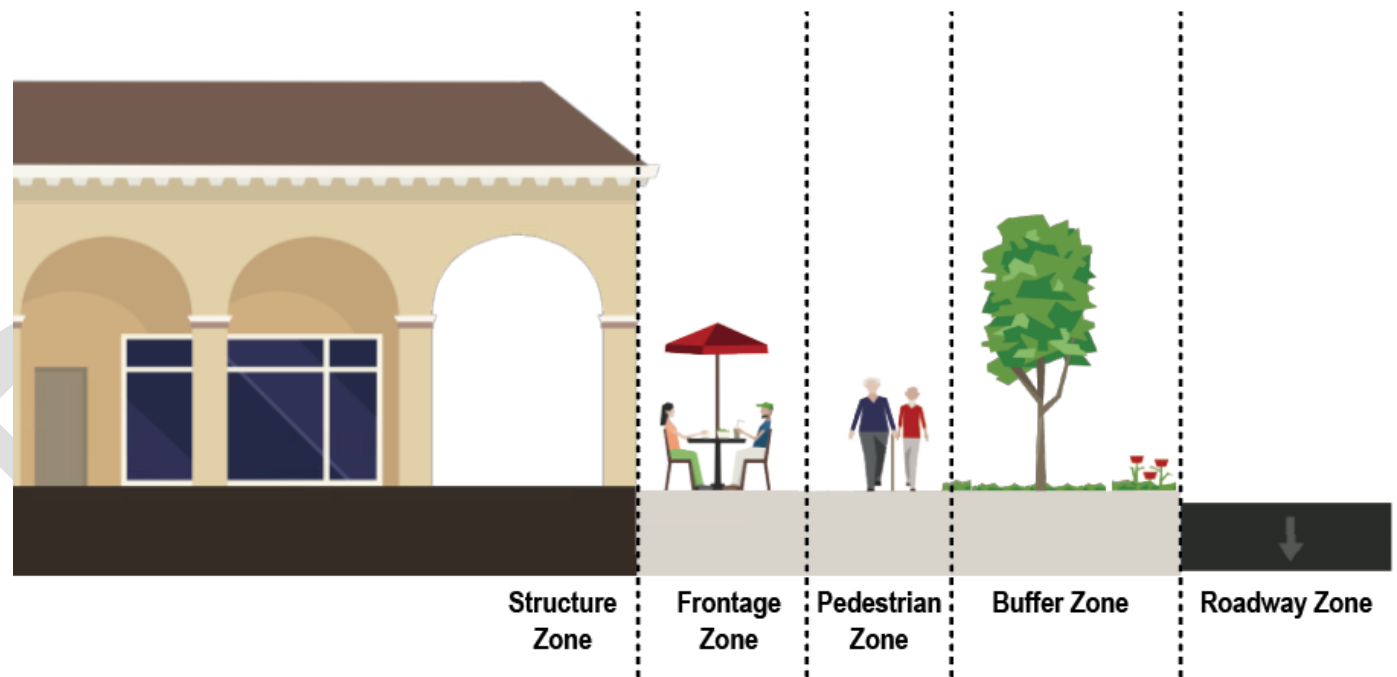 Structure Zone
Frontage Zone
Pedestrian Zone
Buffer Zone
Roadway Zone